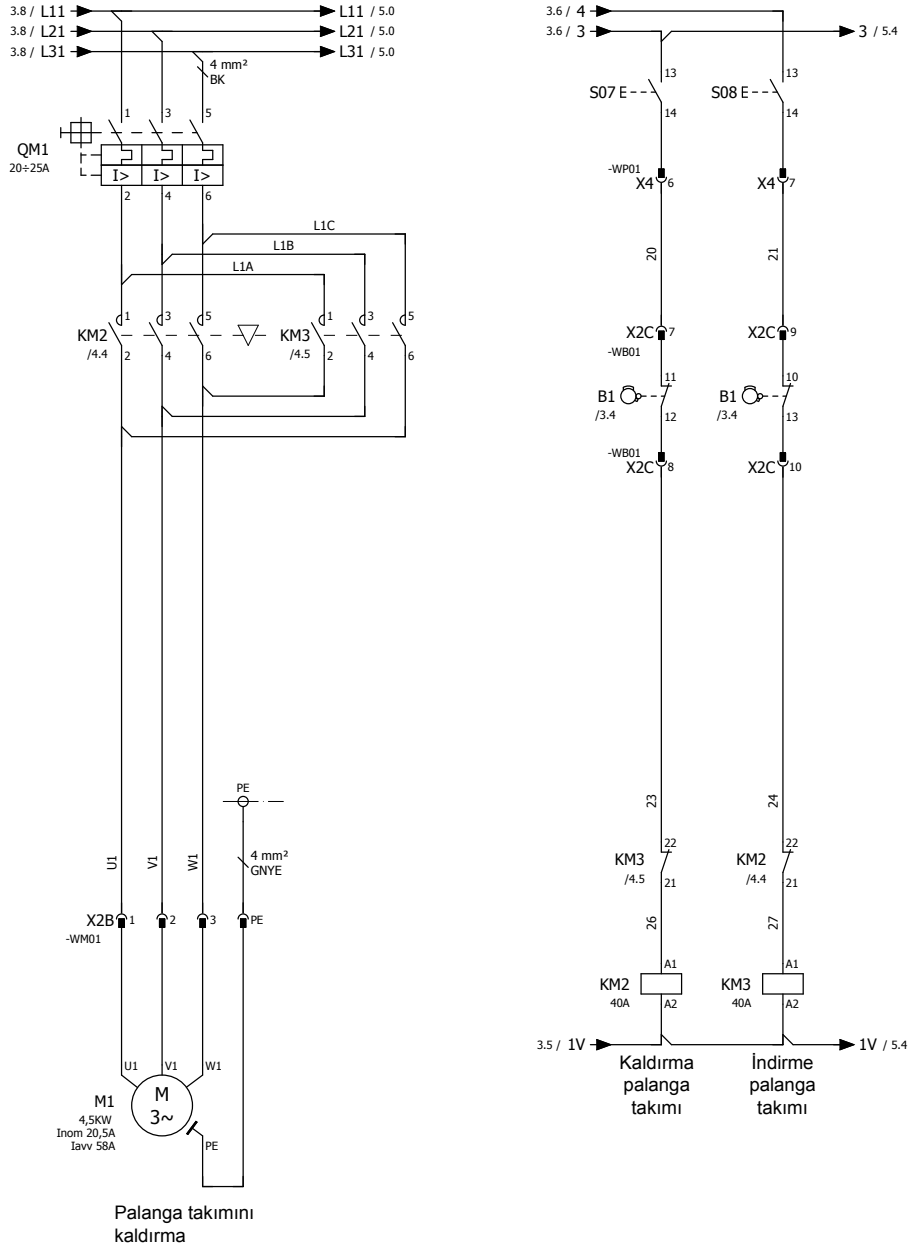 3.8 / L11 L11 / 5.0
3.8 / L21 L21 / 5.0
3.8 / L31 L31 / 5.0
4 mm²
BK
1 3 5
QM1
20÷25A
I> I> I>
2 4 6
L1C
L1B
L1A
1 3 5 1 3 5
KM2 KM3
/4.4 2 4 6 /4.5 2 4 6
PE
4 mm²
GNYE
U1 V1 W1
X2B 1 2 3 PE
-WM01
U1 V1 W1
M1 M
3~
4,5KW
Inom 20,5A
Iavv 58A
PE
Palanga takımını
kaldırma
3.6 / 4
3.6 / 3 3 / 5.4
13 13
S07 E S08 E
14 14
-WP01
X4 6 X4 7
20 21
X2C 7 X2C 9
-WB01
11 10
B1 B1
/3.4 12 /3.4 13
-WB01
X2C 8 X2C 10
23 24
22 22
KM3 KM2
/4.5 21 /4.4 21
26 27
A1 A1
KM2 KM3
40A A2 40A A2
3.5 / 1V 1V / 5.4
Kaldırma
palanga
takımı
İndirme
palanga
takımı